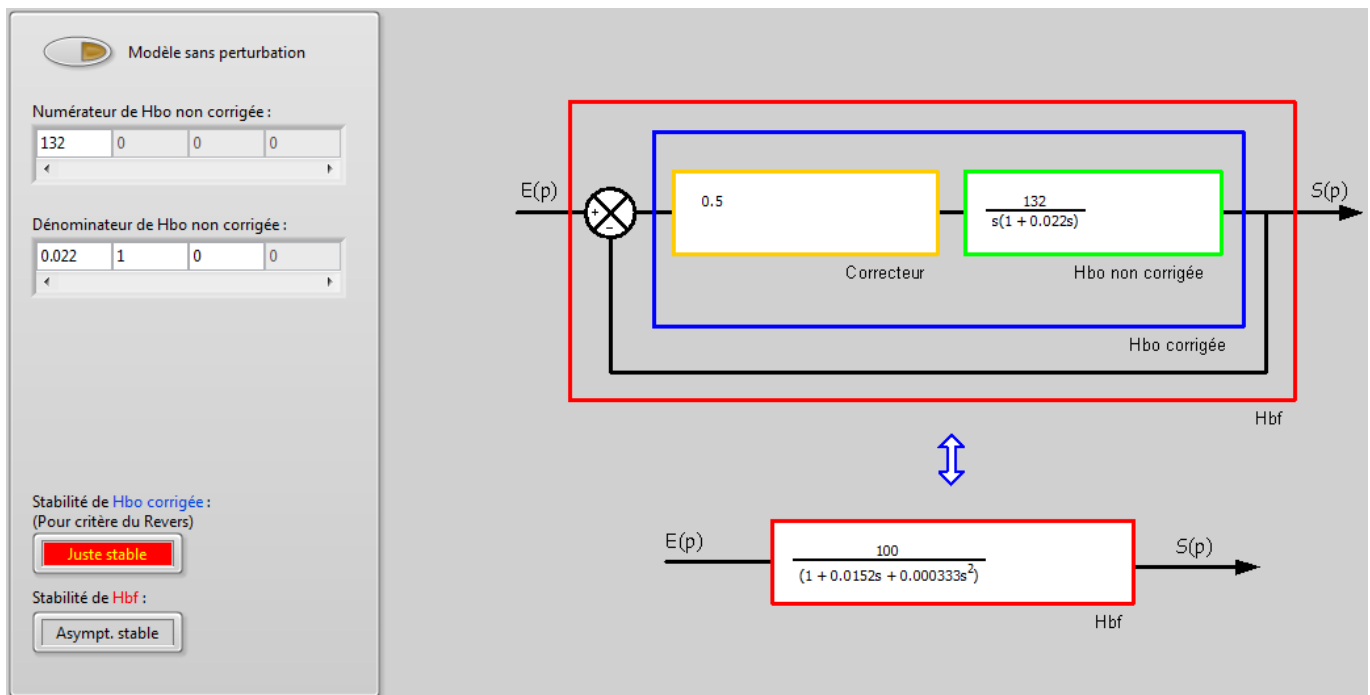 Modèle sans perturbation
Numérateur de Hbo non corrigée :
132 0 0 0
Dénominateur de Hbo non corrigée :
0.022 1 0 0
Stabilité de Hbo corrigée :
(Pour critère du Revers)
Juste stable
Stabilité de Hbf :
Asympt. stable
E(p)
+
−
0.5
Correcteur
132
s(1 + 0.022s)
Hbo non corrigée
S(p)
Hbo corrigée
Hbf
E(p)
100
(1 + 0.0152s + 0.000333s²)
S(p)
Hbf